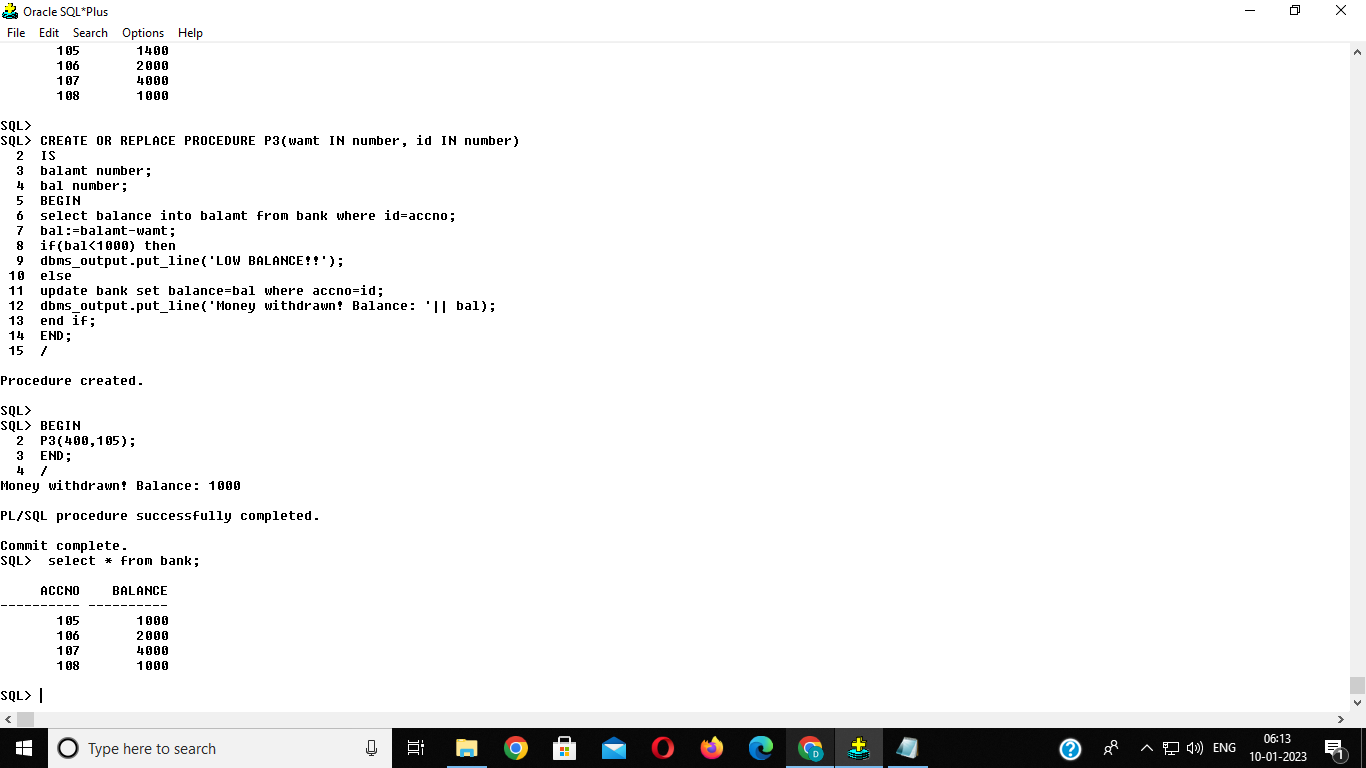 Oracle SQL*Plus
File Edit Search Options Help
105 1400
106 2000
107 4000
108 1000
SQL>
SQL> CREATE OR REPLACE PROCEDURE P3(wamt IN number, id IN number)
2 IS
3 balamt number;
4 bal number;
5 BEGIN
6 select balance into balamt from bank where id=accno;
7 bal:=balamt-wamt;
8 if(bal<1000) then
9 dbms_output.put_line('LOW BALANCE!!');
10 else
11 update bank set balance=bal where accno=id;
12 dbms_output.put_line('Money withdrawn! Balance: '|| bal);
13 end if;
14 END;
15 /
Procedure created.
SQL>
SQL> BEGIN
2 P3(400,105);
3 END;
4 /
Money withdrawn! Balance: 1000
PL/SQL procedure successfully completed.
Commit complete.
SQL>  select * from bank;
ACCNO BALANCE
---------- ----------
105 1000
106 2000
107 4000
108 1000
SQL>
Type here to search
D
ENG
06:13
10-01-2023
1